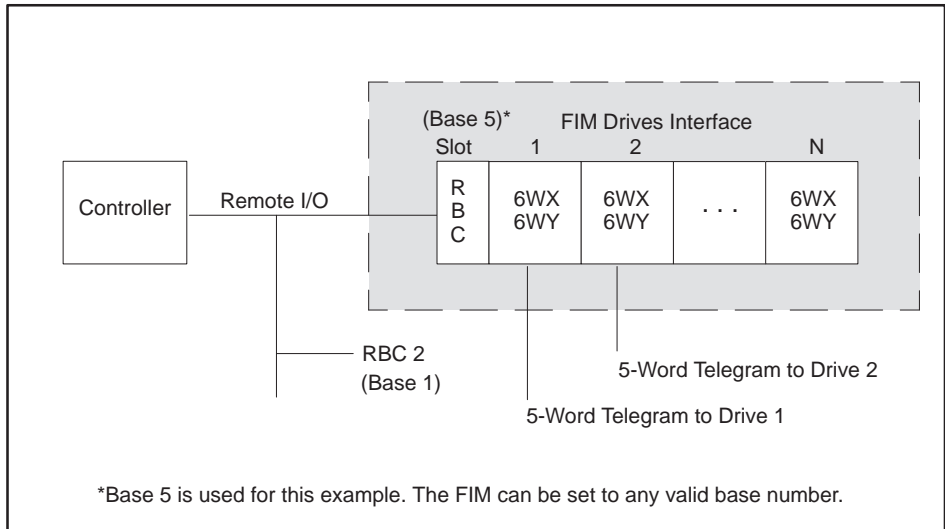 (Base 5)* FIM Drives Interface
Slot 1 2 N
Controller
Remote I/O
R
B
C
6WX 6WX . . . 6WX
6WY 6WY 6WY
RBC 2
(Base 1)
5-Word Telegram to Drive 2
5-Word Telegram to Drive 1
*Base 5 is used for this example. The FIM can be set to any valid base number.